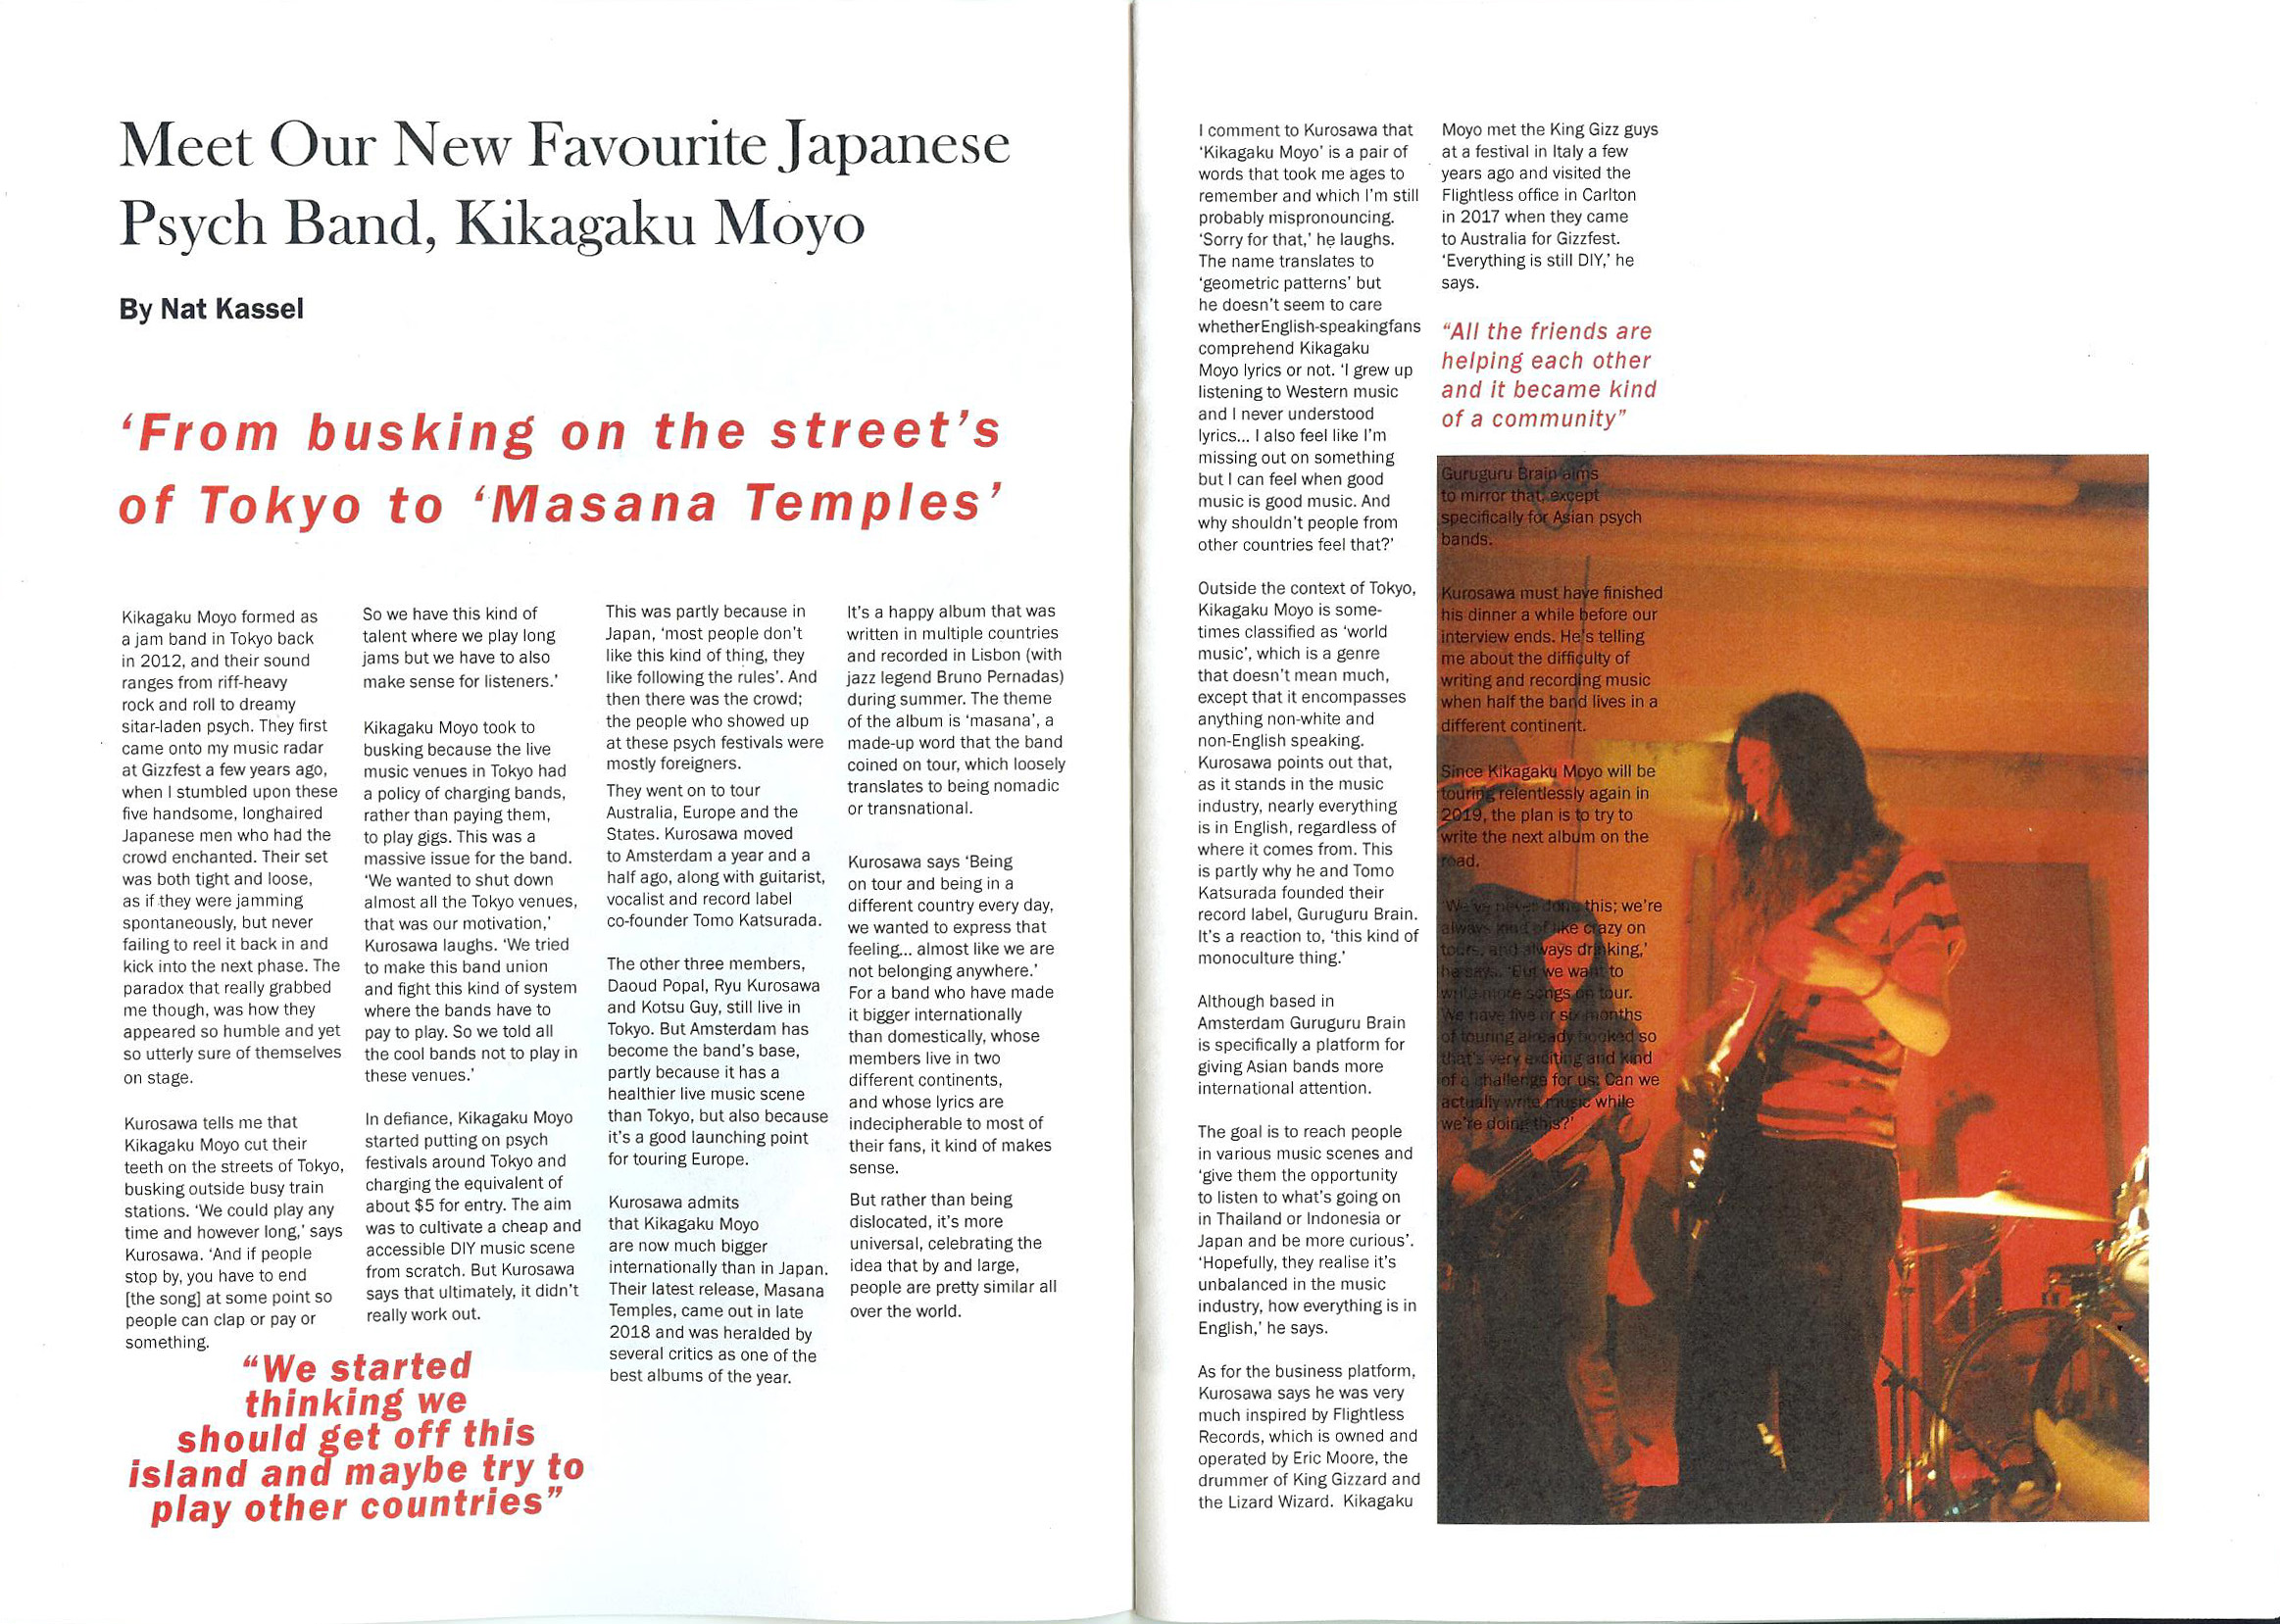 Meet Our New Favourite Japanese
Psych Band, Kikagaku Moyo
By Nat Kassel
‘From busking on the street’s
of Tokyo to ‘Masana Temples’
Kikagaku Moyo formed as
a jam band in Tokyo back
in 2012, and their sound
ranges from riff-heavy
rock and roll to dreamy
sitar-laden psych. They first
came onto my music radar
at Gizzfest a few years ago,
when I stumbled upon these
five handsome, longhaired
Japanese men who had the
crowd enchanted. Their set
was both tight and loose,
as if they were jamming
spontaneously, but never
failing to reel it back in and
kick into the next phase. The
paradox that really grabbed
me though, was how they
appeared so humble and yet
so utterly sure of themselves
on stage.
Kurosawa tells me that
Kikagaku Moyo cut their
teeth on the streets of Tokyo,
busking outside busy train
stations. ‘We could play any
time and however long,’ says
Kurosawa. ‘And if people
stop by, you have to end
[the song] at some point so
people can clap or pay or
something.
So we have this kind of
talent where we play long
jams but we have to also
make sense for listeners.’
Kikagaku Moyo took to
busking because the live
music venues in Tokyo had
a policy of charging bands,
rather than paying them,
to play gigs. This was a
massive issue for the band.
‘We wanted to shut down
almost all the Tokyo venues,
that was our motivation,’
Kurosawa laughs. ‘We tried
to make this band union
and fight this kind of system
where the bands have to
pay to play. So we told all
the cool bands not to play in
these venues.’
In defiance, Kikagaku Moyo
started putting on psych
festivals around Tokyo and
charging the equivalent of
about $5 for entry. The aim
was to cultivate a cheap and
accessible DIY music scene
from scratch. But Kurosawa
says that ultimately, it didn’t
really work out.
“We started
thinking we
should get off this
island and maybe try to
play other countries”
This was partly because in
Japan, ‘most people don’t
like this kind of thing, they
like following the rules’. And
then there was the crowd;
the people who showed up
at these psych festivals were
mostly foreigners.
They went on to tour
Australia, Europe and the
States. Kurosawa moved
to Amsterdam a year and a
half ago, along with guitarist,
vocalist and record label
co-founder Tomo Katsurada.
The other three members,
Daoud Popal, Ryu Kurosawa
and Kotsu Guy, still live in
Tokyo. But Amsterdam has
become the band’s base,
partly because it has a
healthier live music scene
than Tokyo, but also because
it’s a good launching point
for touring Europe.
Kurosawa admits
that Kikagaku Moyo
are now much bigger
internationally than in Japan.
Their latest release, Masana
Temples, came out in late
2018 and was heralded by
several critics as one of the
best albums of the year.
It’s a happy album that was
written in multiple countries
and recorded in Lisbon (with
jazz legend Bruno Pernadas)
during summer. The theme
of the album is ‘masana’, a
made-up word that the band
coined on tour, which loosely
translates to being nomadic
or transnational.
Kurosawa says ‘Being
on tour and being in a
different country every day,
we wanted to express that
feeling... almost like we are
not belonging anywhere.’
For a band who have made
it bigger internationally
than domestically, whose
members live in two
different continents,
and whose lyrics are
indecipherable to most of
their fans, it kind of makes
sense.
But rather than being
dislocated, it’s more
universal, celebrating the
idea that by and large,
people are pretty similar all
over the world.
I comment to Kurosawa that
‘Kikagaku Moyo’ is a pair of
words that took me ages to
remember and which I’m still
probably mispronouncing.
‘Sorry for that,’ he laughs.
The name translates to
‘geometric patterns’ but
he doesn’t seem to care
whetherEnglish-speakingfans
comprehend Kikagaku
Moyo lyrics or not. ‘I grew up
listening to Western music
and I never understood
lyrics... I also feel like I’m
missing out on something
but I can feel when good
music is good music. And
why shouldn’t people from
other countries feel that?’
Outside the context of Tokyo,
Kikagaku Moyo is some-
times classified as ‘world
music’, which is a genre
that doesn’t mean much,
except that it encompasses
anything non-white and
non-English speaking.
Kurosawa points out that,
as it stands in the music
industry, nearly everything
is in English, regardless of
where it comes from. This
is partly why he and Tomo
Katsurada founded their
record label, Guruguru Brain.
It’s a reaction to, ‘this kind of
monoculture thing.’
Although based in
Amsterdam Guruguru Brain
is specifically a platform for
giving Asian bands more
international attention.
The goal is to reach people
in various music scenes and
‘give them the opportunity
to listen to what’s going on
in Thailand or Indonesia or
Japan and be more curious’.
‘Hopefully, they realise it’s
unbalanced in the music
industry, how everything is in
English,’ he says.
As for the business platform,
Kurosawa says he was very
much inspired by Flightless
Records, which is owned and
operated by Eric Moore, the
drummer of King Gizzard and
the Lizard Wizard. Kikagaku
Moyo met the King Gizz guys
at a festival in Italy a few
years ago and visited the
Flightless office in Carlton
in 2017 when they came
to Australia for Gizzfest.
‘Everything is still DIY,’ he
says.
“All the friends are
helping each other
and it became kind
of a community”
Guruguru Brain aims
to mirror that, except
specifically for Asian psych
bands.
Kurosawa must have finished
his dinner a while before our
interview ends. He’s telling
me about the difficulty of
writing and recording music
when half the band lives in a
different continent.
Since Kikagaku Moyo will be
touring relentlessly again in
2019, the plan is to try to
write the next album on the
road.
‘We’ve never done this; we’re
always kind of like crazy on
tours, and always drinking,’
he says. ‘But we want to
write more songs on tour.
We have five or six months
of touring already booked so
that’s very exciting and kind
of a challenge for us: Can we
actually write music while
we’re doing this?’